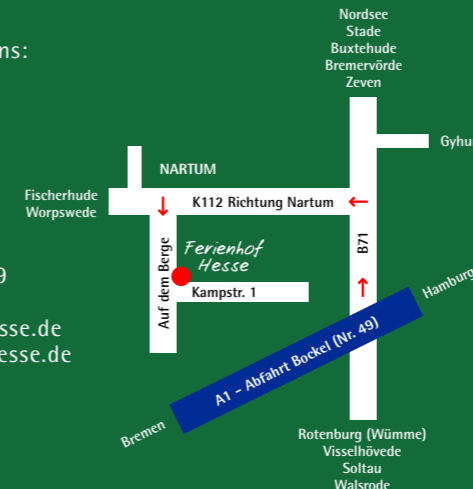 Nordsee
Stade
Buxtehude
Bremervörde
Zeven
NARTUM
Fischerhude
Worpswede
K112 Richtung Nartum
B71
Auf dem Berge
Ferienhof
Hesse
Kampstr. 1
Hamburg
A1 - Abfahrt Bockel (Nr. 49)
Bremen
Rotenburg (Wümme)
Visselhövede
Soltau
Walsrode
ns:
9
sse.de
esse.de